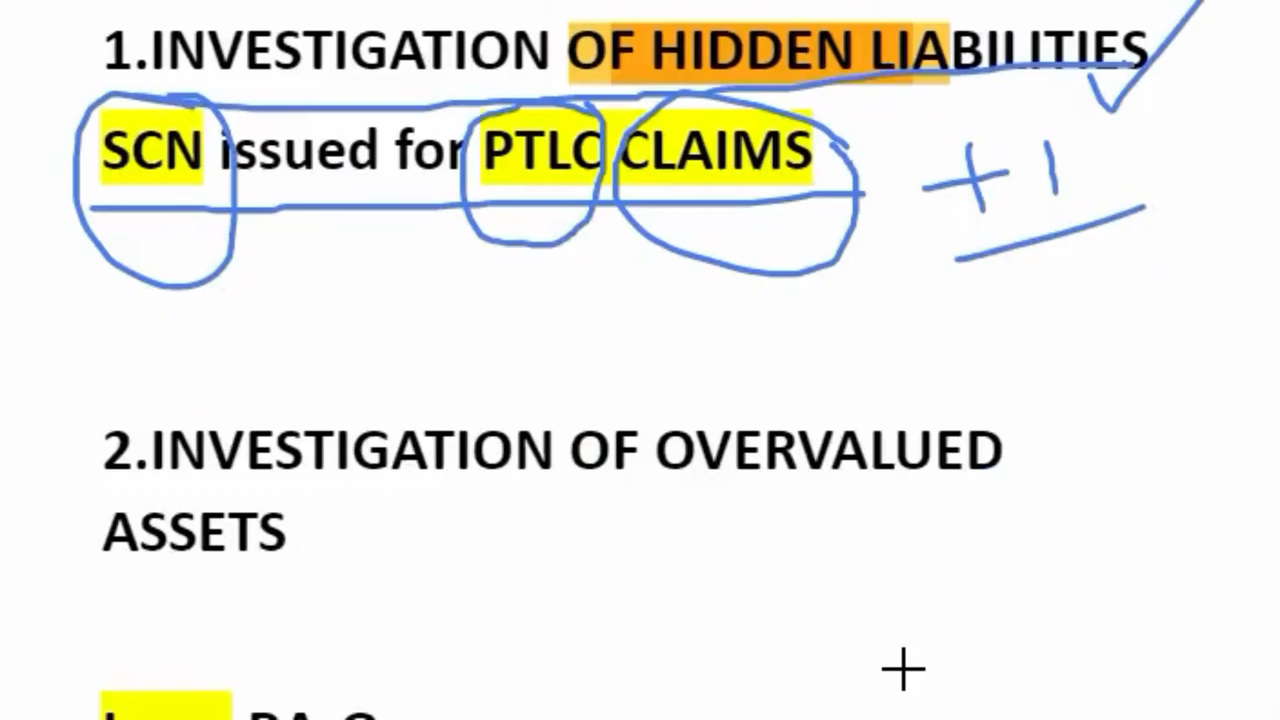 1.INVESTIGATION OF HIDDEN LIABILITIES
SCN issued for PTLC CLAIMS
+1
2.INVESTIGATION OF OVERVALUED
ASSETS